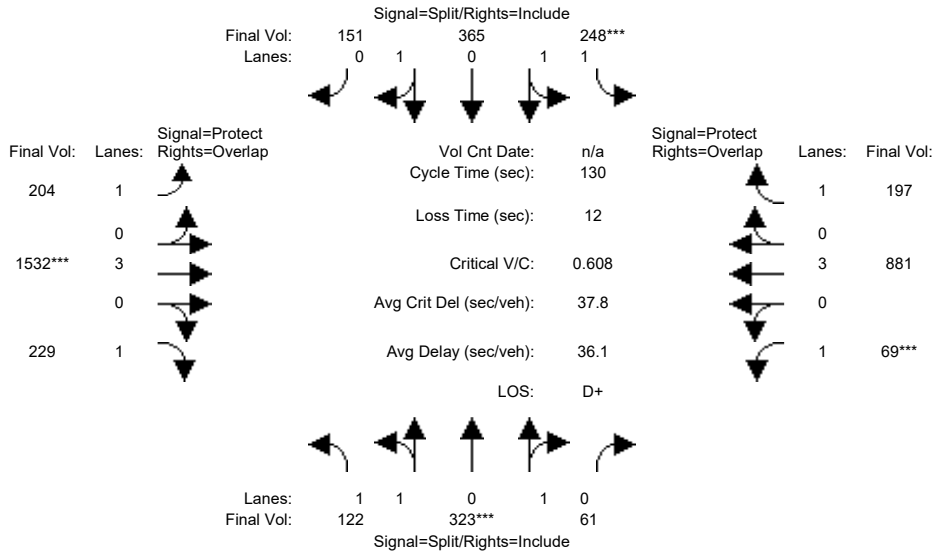 Signal=Split/Rights=Include
Final Vol: 151 365 248***
Lanes: 0 1 0 1 1
Signal=Protect Signal=Protect
Final Vol: Lanes: Rights=Overlap Vol Cnt Date: n/a Rights=Overlap Lanes: Final Vol:
Cycle Time (sec): 130
204 1 1 197
Loss Time (sec): 12
0 0
1532*** 3 Critical V/C: 0.608 3 881
0 Avg Crit Del (sec/veh): 37.8 0
229 1 Avg Delay (sec/veh): 36.1 1 69***
LOS: D+
Lanes: 1 1 0 1 0
Final Vol: 122 323*** 61
Signal=Split/Rights=Include